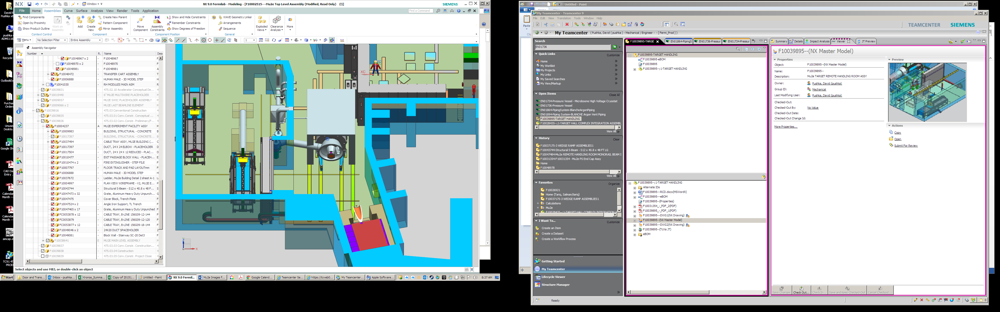 NX
Window
NX 9.0 Fermilab - Modeling - [F10002515---Mu2e Top Level Assembly (Modified, Read Only)   (!)]
SIEMENS
File Home Assemblies Curve Surface Analysis View Render Tools Application
Find a Command
Find Components
Open by Proximity
Show Product Outline
Work on Assembly
Context Control
Add
Create New
Create New Parent
Pattern Component
Mirror Assembly
Component
Move Component
Assembly Constraints
Show and Hide Constraints
Remember Constraints
Show Degrees of Freedom
Component Position
WAVE Geometry Linker
Arrangements
Sequence
General
Exploded Views
Clearance Analysis
More
Menu
No Selection Filter
Entire Assembly
1
Assembly Navigator
Number R.. Name Desc
F10048967 x 2 - F10048967 F
F10048970 x 2 - F10048970 F
F10048981 - F10048981 A
F10048472 - TRANSFER CART ASSEMBLY T
F10006888 - HUMAN MALE - 3D MODEL STEP H
F10041030 - RH MODULES MAIN ASM R
F10039831 - 475.02.10 Accelerator Conceptual De... 4
F10015440 - 6" MU2E MULTIWIRE PLACEHOLDER
F10009057 - MU2E SWIC PLACEHOLDER ASSEMBLY
F10009066 x 2 - MU2E LAST BEAMLINE ELEMENT
F10039816 - 475.03 Conventional Construction 4
F10039835 - 475.03.01 Conv.Constr. Conceptual ... 4
F10039836 - 475.03.02 Conv.Constr. Preliminary/F... 4
F10004237 A MU2E EXPERIMENT FACILITY ASSY M
F10009983 - BUILDING, STRUCTURAL - CONCRETE B
F10017387 - BUILDING, STRUCTURAL - CONCRETE... B
F10037494 - CABLE TRAY ASSY, MU2E BUILDING (... C
F10017397 - DUCT, 24 X 24 ELBOW - PLACEHOLDER D
F10017504 - DUCT, 24 X 24 X 12 REDUCED - PLAC... D
F10010477 - EXIT PASSAGE BLOCK WALL - PLACEH... E
F10010474 x 2 - FIRE EXTINGUISHER - STEP FILE F
F10007797 - FLOOR TRACK AND PAD LAYOUTmm F
F10006888 - HUMAN MALE - 3D MODEL STEP H
F10037672 - Ladder, Mu2e Building Detail 2 sheet A-1 L
F10004997 - PLAN VIEW WIREFRAME - V2, MU2E E... P
F10043744 - Structural S-Beam - S12 x 40.8 x 48 F... S
F10047473 x 32 - Grate, Aluminum Heavy Duty Unpunch... G
F10047475 - Cover Block, Trench Plate C
F10047524 x 2 - Angle Iron Support, TL Trench A
F10047465 x 17 - Grate, Aluminum Heavy Duty Unpunched G
FC0053878 x 12 - CABLE TRAY, B-LINE 156G09-12-144 F
FC0053879 - CABLE TRAY, B-LINE 156G09-12-120 F
FC0053877 x 12 - CABLE TRAY, B-LINE 156G09-18-144 F
F10049046 x 2 - 24X20 DUCT SPACEHOLDER 2
F10049081 - Block Wall - Stairway SC-20 Det3 F
F10038641 E MU2E MAIN LEVEL ASSEMBLY M
F10039837 - 475.03.03 Conv.Constr. Construction... 4
F10039838 - 475.03.04 Construction 4
F10039839 - 475.03.05 Conv.Constr. Project Close 4
XC
X
Select objects and use MB3, or double-click an object
Start Door and Trans... Inbox - pushka... Kronos_Summa... Copy of 20151... Untitled - Paint NX 9.0 Fermil... Mu2e Images f... Google Calend... Teamcenter Se... https://tcweb0... My Teamcenter... Apple Software... 8:37 AM
Untitled - Paint
Paste
My Teamcenter - Teamcenter 9
File Edit View Translation Tools Window Help
TEAMCENTER SIEMENS
My Teamcenter ( Pushka, David ( pushka ) - Mechanical / Engineer - - [Fermi_Prod ] )
Search
EN01736
Quick Links Customize
Home
My Worklist
My Projects
My Links
My Saved Searches
My View/Markup
Open Items Close All
EN01734-Pressure Vessel - Microboone High Voltage Cryostat
EN01736-Pressure Vessel
EN01864-PipingSystem-BlancheArgonPiping
EN01894-Piping System-BLANCHE Argon Vent Piping
F10039895-TARGET HANDLING
F10028435--;1-TARGET HALL COMPLEX INTEGRATION ASSEMBL
View All
History Clear
F10037175-3 WEDGE RAMP ASSEMBLIES1
F10043744-Structural S-Beam - S12 x 40.8 x 48 FT LG
F10047484-Mu2e REMOTE HANDLING ROOM MONORAIL BEAM S
F10031354-F10031354 - Mu2e PS End Cap Assy
Home
F10048978
View All
Favorites Organize
F10026921
Home (Tariq, Salman/tariq)
F10037175-3 WEDGE RAMP ASSEMBLIES1
Calculations
Mu2e
F10028435--;1-TARGET HALL COMPLEX INTEGRATION A
I Want To... Customize
Create an Item
Create a Dataset
Create a Workflow Process
Getting Started
My Teamcenter
Lifecycle Viewer
Structure Manager
Ready
F10039895-TARGE EN01864-PipingS EN01736-Pressur EN01734-Pressur
F10039895-TARGET HANDLING
F10039895-eBOM
F10039895
F10039895--;1-TARGET HANDLING
F10039895--;1-TARGET HANDLING
Alternate IDs
F10039895---RCD.docx(MSWordX)
F10039895---eBOM
F10039895--(Properties)
F10031354_-_PDF_2(PDF)
F10039895_-_PDF_1(PDF)
F10039895---DWG1(NX Drawing)
F10039895--(NX Master Model)
F10039895---DWG2(NX Drawing)
F10039895--(TcVis JT)
eBOM
Summary Details Impact Analysis Viewer JT Preview
F10039895--(NX Master Model)
Properties
Object: F10039895--(NX Master Model)
Name: F10039895--
Description: Mu2e TARGET REMOTE HANDLING ROOM ASSY
Owner: Pushka, David (pushka)
Group ID: Mechanical
Last Modifying User: Pushka, David (pushka)
Checked-Out:
Checked-Out By: No Value
Checked-Out Date:
Checked-Out Change Id:
More Properties...
Preview
Actions
Copy
Open
Submit For Review
Save Changes Check Out... Check In... Save and Keep Checked-Out Cancel Checkout...
0